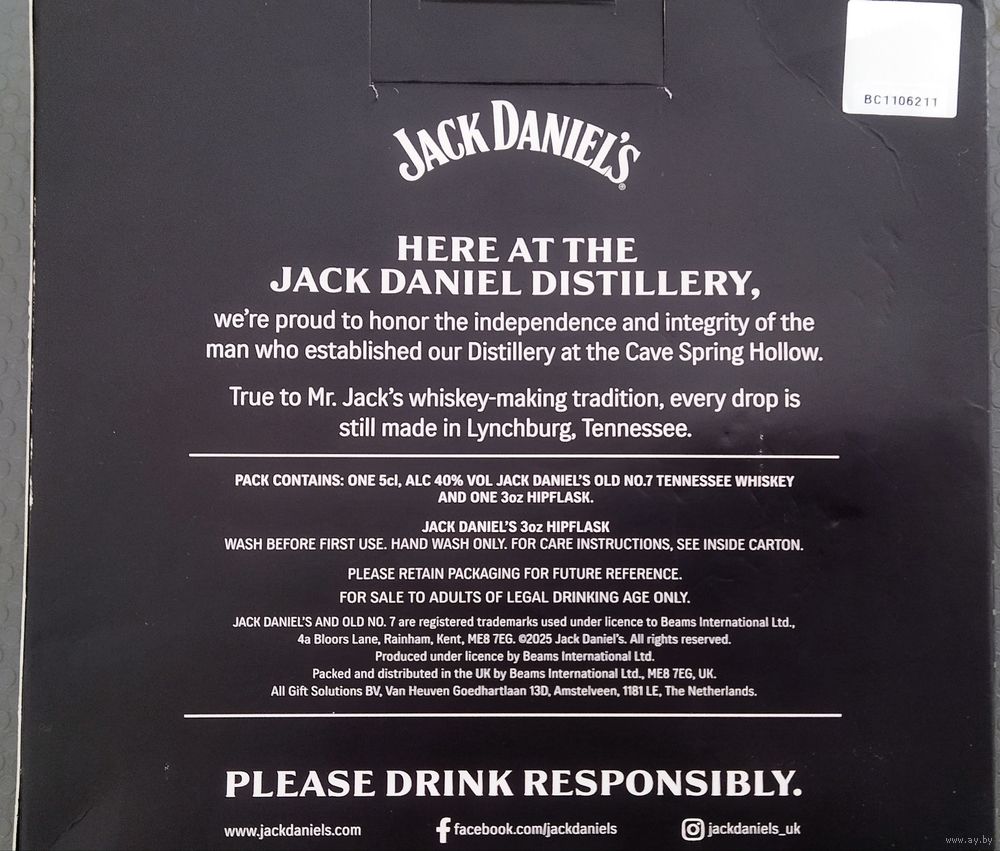 BC1106211
JACK DANIEL'S®
HERE AT THE
JACK DANIEL DISTILLERY,
we're proud to honor the independence and integrity of the
man who established our Distillery at the Cave Spring Hollow.
True to Mr. Jack's whiskey-making tradition, every drop is
still made in Lynchburg, Tennessee.
PACK CONTAINS: ONE 5cl, ALC 40% VOL JACK DANIEL'S OLD NO.7 TENNESSEE WHISKEY
AND ONE 3oz HIPFLASK.
JACK DANIEL'S 3oz HIPFLASK
WASH BEFORE FIRST USE. HAND WASH ONLY. FOR CARE INSTRUCTIONS, SEE INSIDE CARTON.
PLEASE RETAIN PACKAGING FOR FUTURE REFERENCE.
FOR SALE TO ADULTS OF LEGAL DRINKING AGE ONLY.
JACK DANIEL'S AND OLD NO. 7 are registered trademarks used under licence to Beams International Ltd.,
4a Bloors Lane, Rainham, Kent, ME8 7EG. ©2025 Jack Daniel's. All rights reserved.
Produced under licence by Beams International Ltd.
Packed and distributed in the UK by Beams International Ltd., ME8 7EG, UK.
All Gift Solutions BV, Van Heuven Goedhartlaan 13D, Amstelveen, 1181 LE, The Netherlands.
PLEASE DRINK RESPONSIBLY.
www.jackdaniels.com facebook.com/jackdaniels jackdaniels_uk
www.ay.by